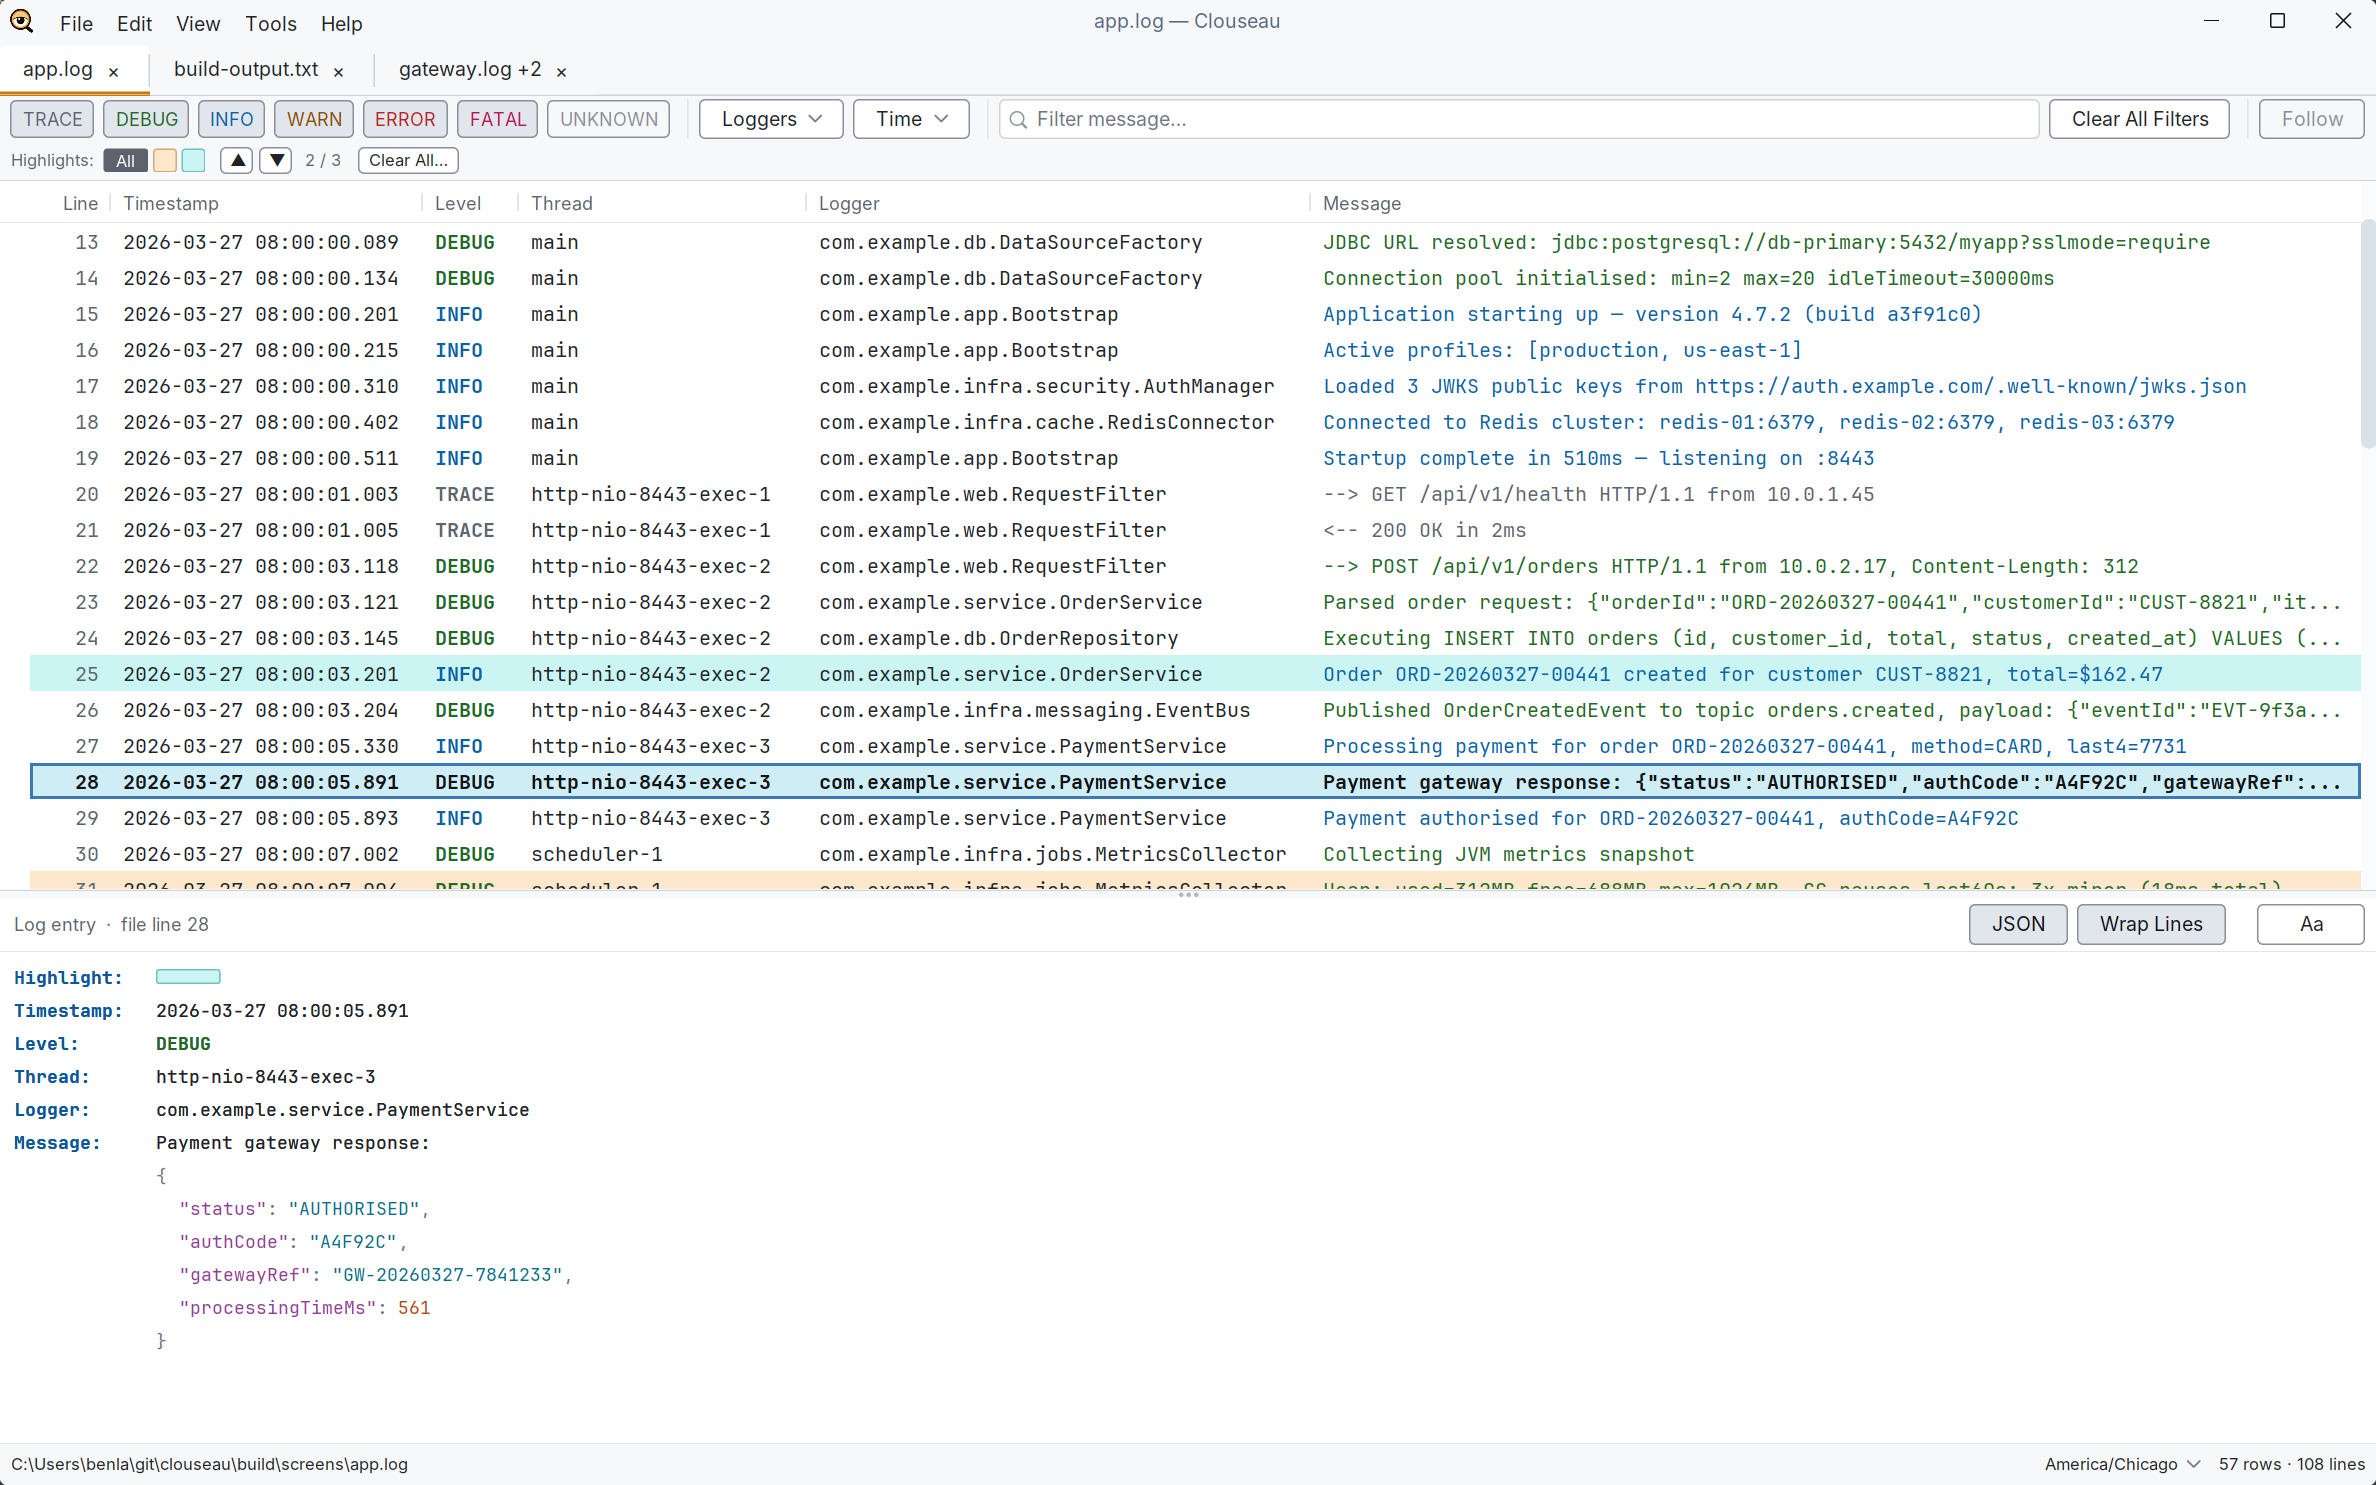 File Edit View Tools Help
app.log — Clouseau
app.log × build-output.txt × gateway.log +2 ×
TRACE DEBUG INFO WARN ERROR FATAL UNKNOWN Loggers Time Filter message... Clear All Filters Follow
Highlights: All ▲ ▼ 2 / 3 Clear All...
Line Timestamp Level Thread Logger Message
13 2026-03-27 08:00:00.089 DEBUG main com.example.db.DataSourceFactory JDBC URL resolved: jdbc:postgresql://db-primary:5432/myapp?sslmode=require
14 2026-03-27 08:00:00.134 DEBUG main com.example.db.DataSourceFactory Connection pool initialised: min=2 max=20 idleTimeout=30000ms
15 2026-03-27 08:00:00.201 INFO main com.example.app.Bootstrap Application starting up — version 4.7.2 (build a3f91c0)
16 2026-03-27 08:00:00.215 INFO main com.example.app.Bootstrap Active profiles: [production, us-east-1]
17 2026-03-27 08:00:00.310 INFO main com.example.infra.security.AuthManager Loaded 3 JWKS public keys from https://auth.example.com/.well-known/jwks.json
18 2026-03-27 08:00:00.402 INFO main com.example.infra.cache.RedisConnector Connected to Redis cluster: redis-01:6379, redis-02:6379, redis-03:6379
19 2026-03-27 08:00:00.511 INFO main com.example.app.Bootstrap Startup complete in 510ms — listening on :8443
20 2026-03-27 08:00:01.003 TRACE http-nio-8443-exec-1 com.example.web.RequestFilter --> GET /api/v1/health HTTP/1.1 from 10.0.1.45
21 2026-03-27 08:00:01.005 TRACE http-nio-8443-exec-1 com.example.web.RequestFilter <-- 200 OK in 2ms
22 2026-03-27 08:00:03.118 DEBUG http-nio-8443-exec-2 com.example.web.RequestFilter --> POST /api/v1/orders HTTP/1.1 from 10.0.2.17, Content-Length: 312
23 2026-03-27 08:00:03.121 DEBUG http-nio-8443-exec-2 com.example.service.OrderService Parsed order request: {"orderId":"ORD-20260327-00441","customerId":"CUST-8821","it...
24 2026-03-27 08:00:03.145 DEBUG http-nio-8443-exec-2 com.example.db.OrderRepository Executing INSERT INTO orders (id, customer_id, total, status, created_at) VALUES (...
25 2026-03-27 08:00:03.201 INFO http-nio-8443-exec-2 com.example.service.OrderService Order ORD-20260327-00441 created for customer CUST-8821, total=$162.47
26 2026-03-27 08:00:03.204 DEBUG http-nio-8443-exec-2 com.example.infra.messaging.EventBus Published OrderCreatedEvent to topic orders.created, payload: {"eventId":"EVT-9f3a...
27 2026-03-27 08:00:05.330 INFO http-nio-8443-exec-3 com.example.service.PaymentService Processing payment for order ORD-20260327-00441, method=CARD, last4=7731
28 2026-03-27 08:00:05.891 DEBUG http-nio-8443-exec-3 com.example.service.PaymentService Payment gateway response: {"status":"AUTHORISED","authCode":"A4F92C","gatewayRef":...
29 2026-03-27 08:00:05.893 INFO http-nio-8443-exec-3 com.example.service.PaymentService Payment authorised for ORD-20260327-00441, authCode=A4F92C
30 2026-03-27 08:00:07.002 DEBUG scheduler-1 com.example.infra.jobs.MetricsCollector Collecting JVM metrics snapshot
31 2026-03-27 DEBUG scheduler-1 com.example.infra.jobs.MetricsCollector
Log entry · file line 28 JSON Wrap Lines Aa
Highlight:
Timestamp: 2026-03-27 08:00:05.891
Level: DEBUG
Thread: http-nio-8443-exec-3
Logger: com.example.service.PaymentService
Message: Payment gateway response:
{
"status": "AUTHORISED",
"authCode": "A4F92C",
"gatewayRef": "GW-20260327-7841233",
"processingTimeMs": 561
}
C:\Users\benla\git\clouseau\build\screens\app.log America/Chicago 57 rows · 108 lines